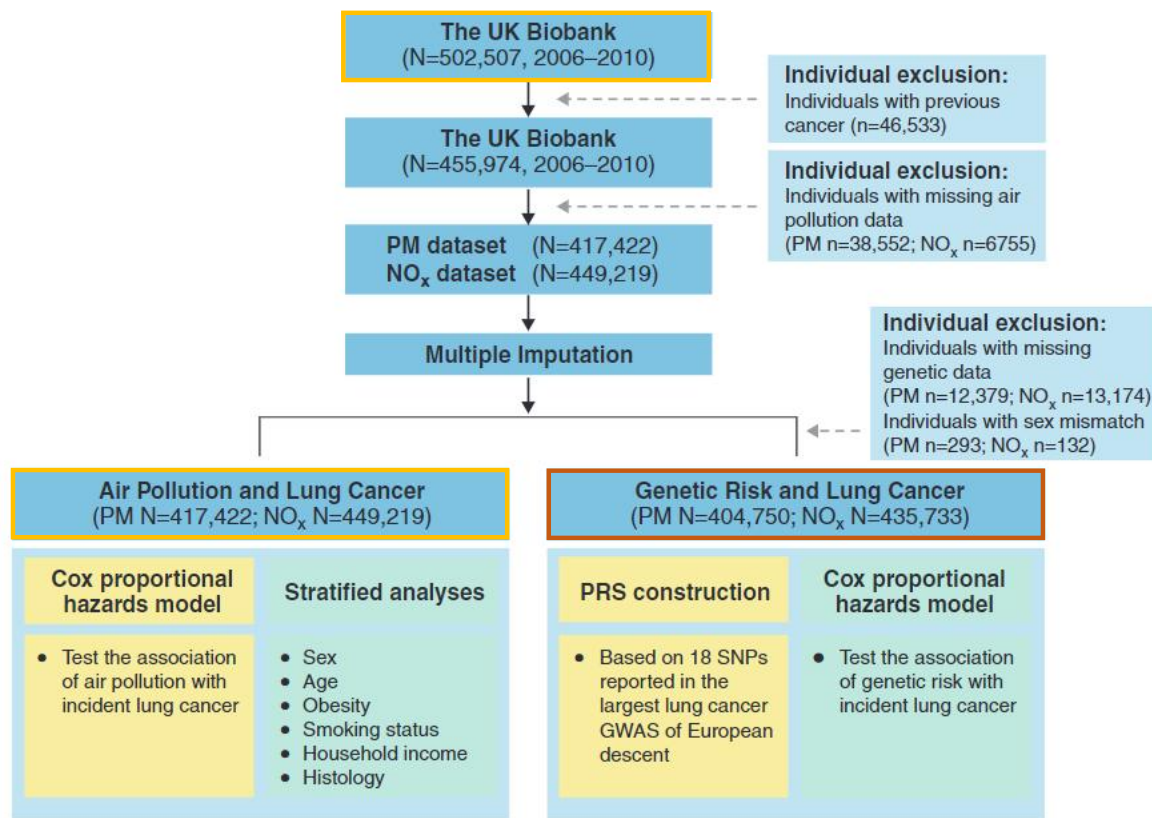 The UK Biobank
(N=502,507, 2006–2010)
Individual exclusion:
Individuals with previous
cancer (n=46,533)
The UK Biobank
(N=455,974, 2006–2010)
Individual exclusion:
Individuals with missing air
pollution data
(PM n=38,552; NOx n=6755)
PM dataset (N=417,422)
NOx dataset (N=449,219)
Multiple Imputation
Individual exclusion:
Individuals with missing
genetic data
(PM n=12,379; NOx n=13,174)
Individuals with sex mismatch
(PM n=293; NOx n=132)
Air Pollution and Lung Cancer
(PM N=417,422; NOx N=449,219)
Cox proportional
hazards model
• Test the association
of air pollution with
incident lung cancer
Stratified analyses
• Sex
• Age
• Obesity
• Smoking status
• Household income
• Histology
Genetic Risk and Lung Cancer
(PM N=404,750; NOx N=435,733)
PRS construction
• Based on 18 SNPs
reported in the
largest lung cancer
GWAS of European
descent
Cox proportional
hazards model
• Test the association
of genetic risk with
incident lung cancer